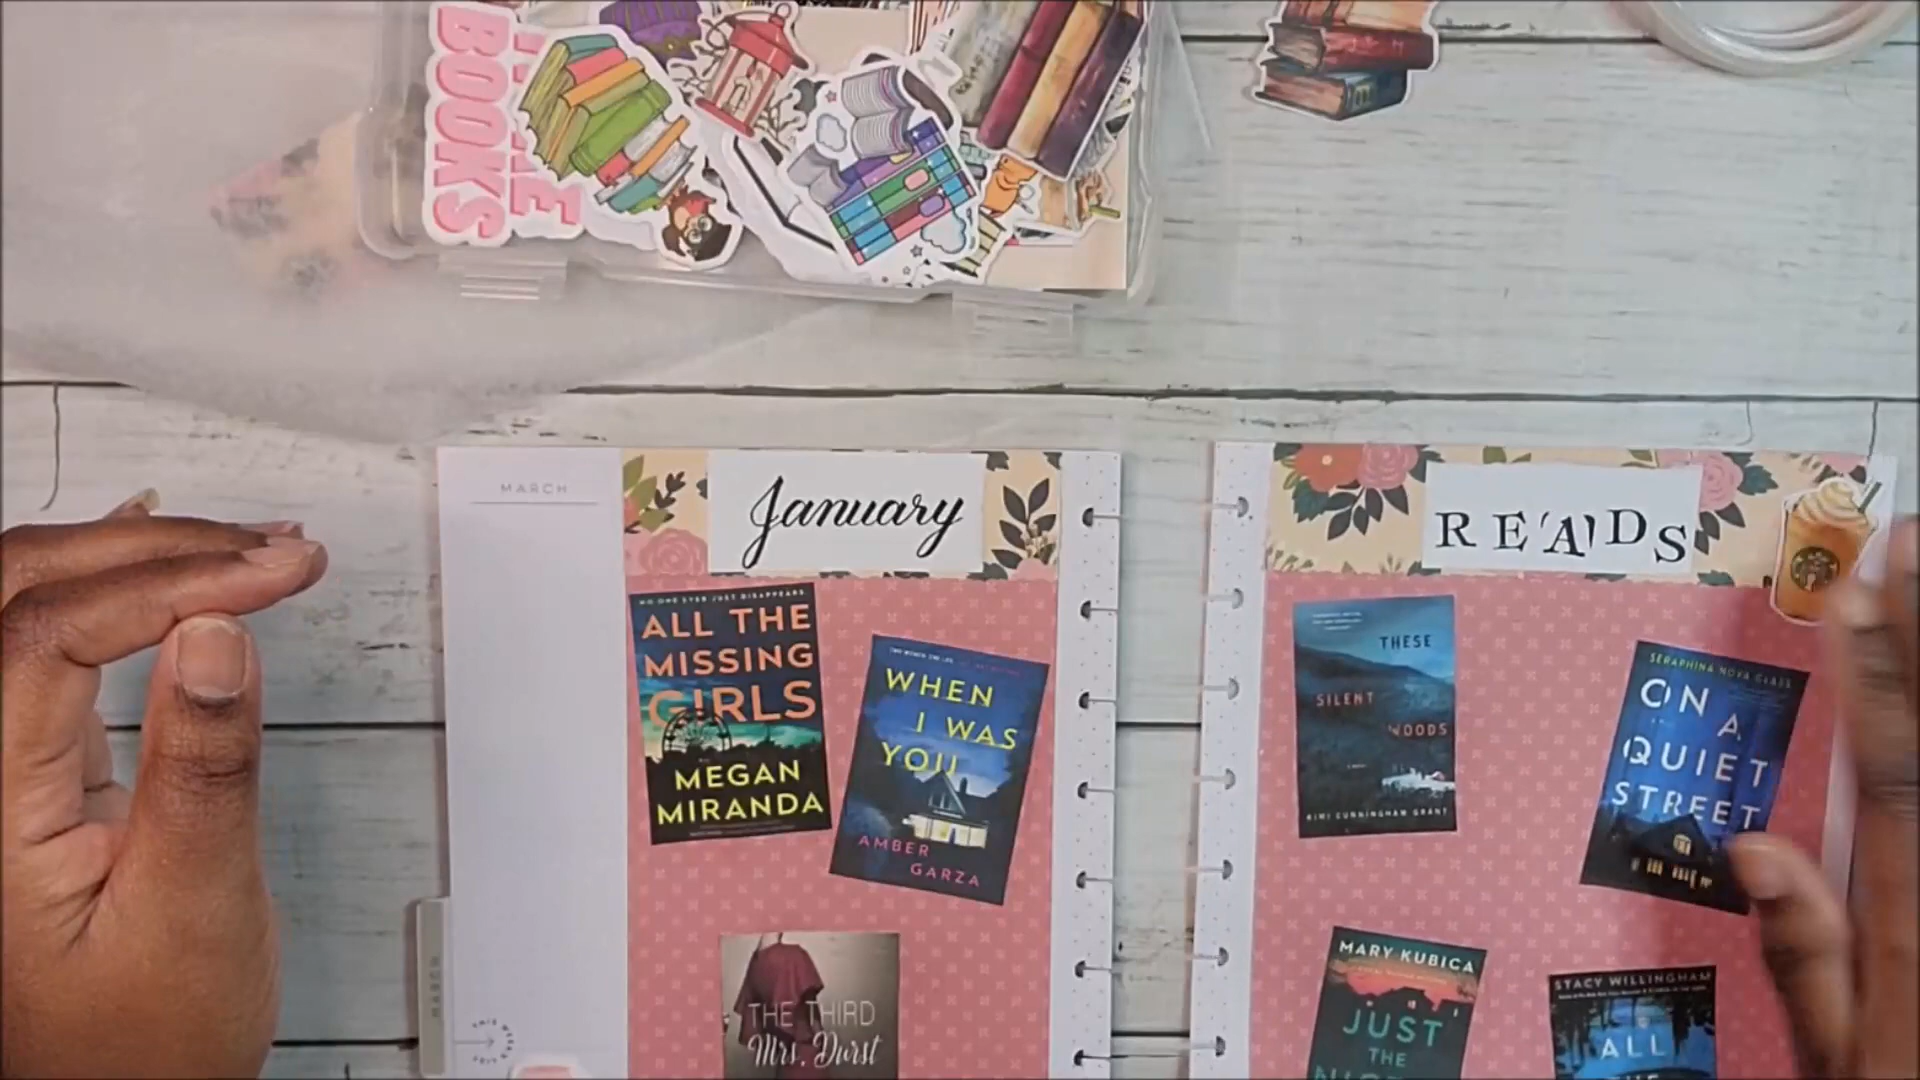 BOOKS
MARCH
January
READS
NO ONE EVER JUST DISAPPEARS
ALL THE
MISSING
GIRLS
MEGAN
MIRANDA
WHEN
I WAS
YOU
AMBER
GARZA
THE THIRD
Mrs. Durst
THESE
SILENT
WOODS
KIMI CUNNINGHAM GRANT
SERAPHINA NOVA GLASS
ON
A
QUIET
STREET
MARY KUBICA
JUST
THE
STACY WILLINGHAM
ALL
THE
MARCH